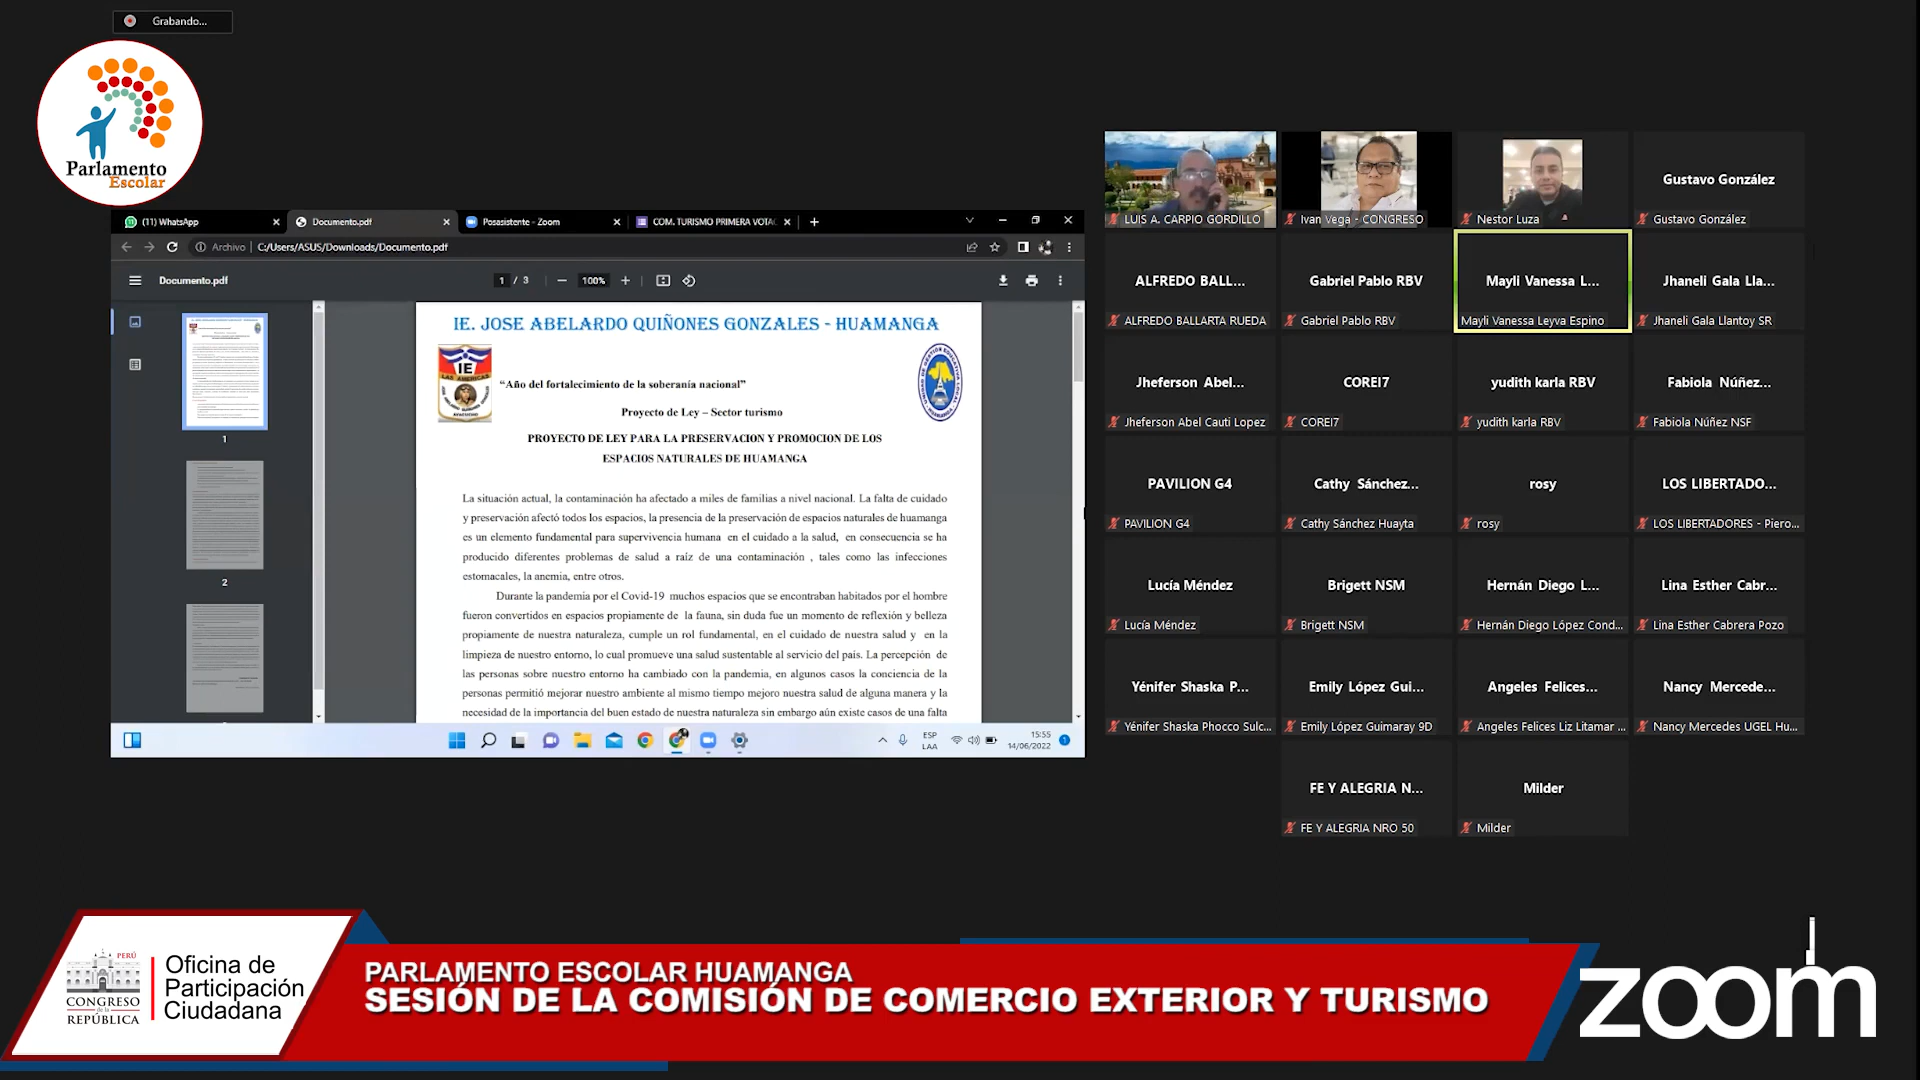 Grabando...
Parlamento
Escolar
(11) WhatsApp
Documento.pdf
Posasistente - Zoom
COM. TURISMO PRIMERA VOTAC
Archivo
C:/Users/ASUS/Downloads/Documento.pdf
Documento.pdf
1 / 3
100%
1
2
IE. JOSE ABELARDO QUIÑONES GONZALES - HUAMANGA
IE
LAS AMERICAS
“Año del fortalecimiento de la soberanía nacional”
Proyecto de Ley – Sector turismo
PROYECTO DE LEY PARA LA PRESERVACION Y PROMOCION DE LOS
ESPACIOS NATURALES DE HUAMANGA
La situación actual, la contaminación ha afectado a miles de familias a nivel nacional. La falta de cuidado
y preservación afectó todos los espacios, la presencia de la preservación de espacios naturales de huamanga
es un elemento fundamental para supervivencia humana en el cuidado a la salud, en consecuencia se ha
producido diferentes problemas de salud a raíz de una contaminación , tales como las infecciones
estomacales, la anemia, entre otros.
Durante la pandemia por el Covid-19 muchos espacios que se encontraban habitados por el hombre
fueron convertidos en espacios propiamente de la fauna, sin duda fue un momento de reflexión y belleza
propiamente de nuestra naturaleza, cumple un rol fundamental, en el cuidado de nuestra salud y en la
limpieza de nuestro entorno, lo cual promueve una salud sustentable al servicio del país. La percepción de
las personas sobre nuestro entorno ha cambiado con la pandemia, en algunos casos la conciencia de la
personas permitió mejorar nuestro ambiente al mismo tiempo mejoro nuestra salud de alguna manera y la
necesidad de la importancia del buen estado de nuestra naturaleza sin embargo aún existe casos de una falta
ESP
LAA
15:55
14/06/2022
1
LUIS A. CARPIO GORDILLO
Ivan Vega - CONGRESO
Nestor Luza
Gustavo González
Gustavo González
ALFREDO BALL...
ALFREDO BALLARTA RUEDA
Gabriel Pablo RBV
Gabriel Pablo RBV
Mayli Vanessa L...
Mayli Vanessa Leyva Espino
Jhaneli Gala Lla...
Jhaneli Gala Llantoy SR
Jheferson Abel...
Jheferson Abel Cauti Lopez
COREI7
COREI7
yudith karla RBV
yudith karla RBV
Fabiola Núñez...
Fabiola Núñez NSF
PAVILION G4
PAVILION G4
Cathy Sánchez...
Cathy Sánchez Huayta
rosy
rosy
LOS LIBERTADO...
LOS LIBERTADORES - Piero...
Lucía Méndez
Lucía Méndez
Brigett NSM
Brigett NSM
Hernán Diego L...
Hernán Diego López Cond...
Lina Esther Cabr...
Lina Esther Cabrera Pozo
Yénifer Shaska P...
Yénifer Shaska Phocco Sulc...
Emily López Gui...
Emily López Guimaray 9D
Angeles Felices...
Angeles Felices Liz Litamar ...
Nancy Mercede...
Nancy Mercedes UGEL Hu...
FE Y ALEGRIA N...
FE Y ALEGRIA NRO 50
Milder
Milder
PERÚ
CONGRESO
de la
REPÚBLICA
Oficina de
Participación
Ciudadana
PARLAMENTO ESCOLAR HUAMANGA
SESIÓN DE LA COMISIÓN DE COMERCIO EXTERIOR Y TURISMO
zoom